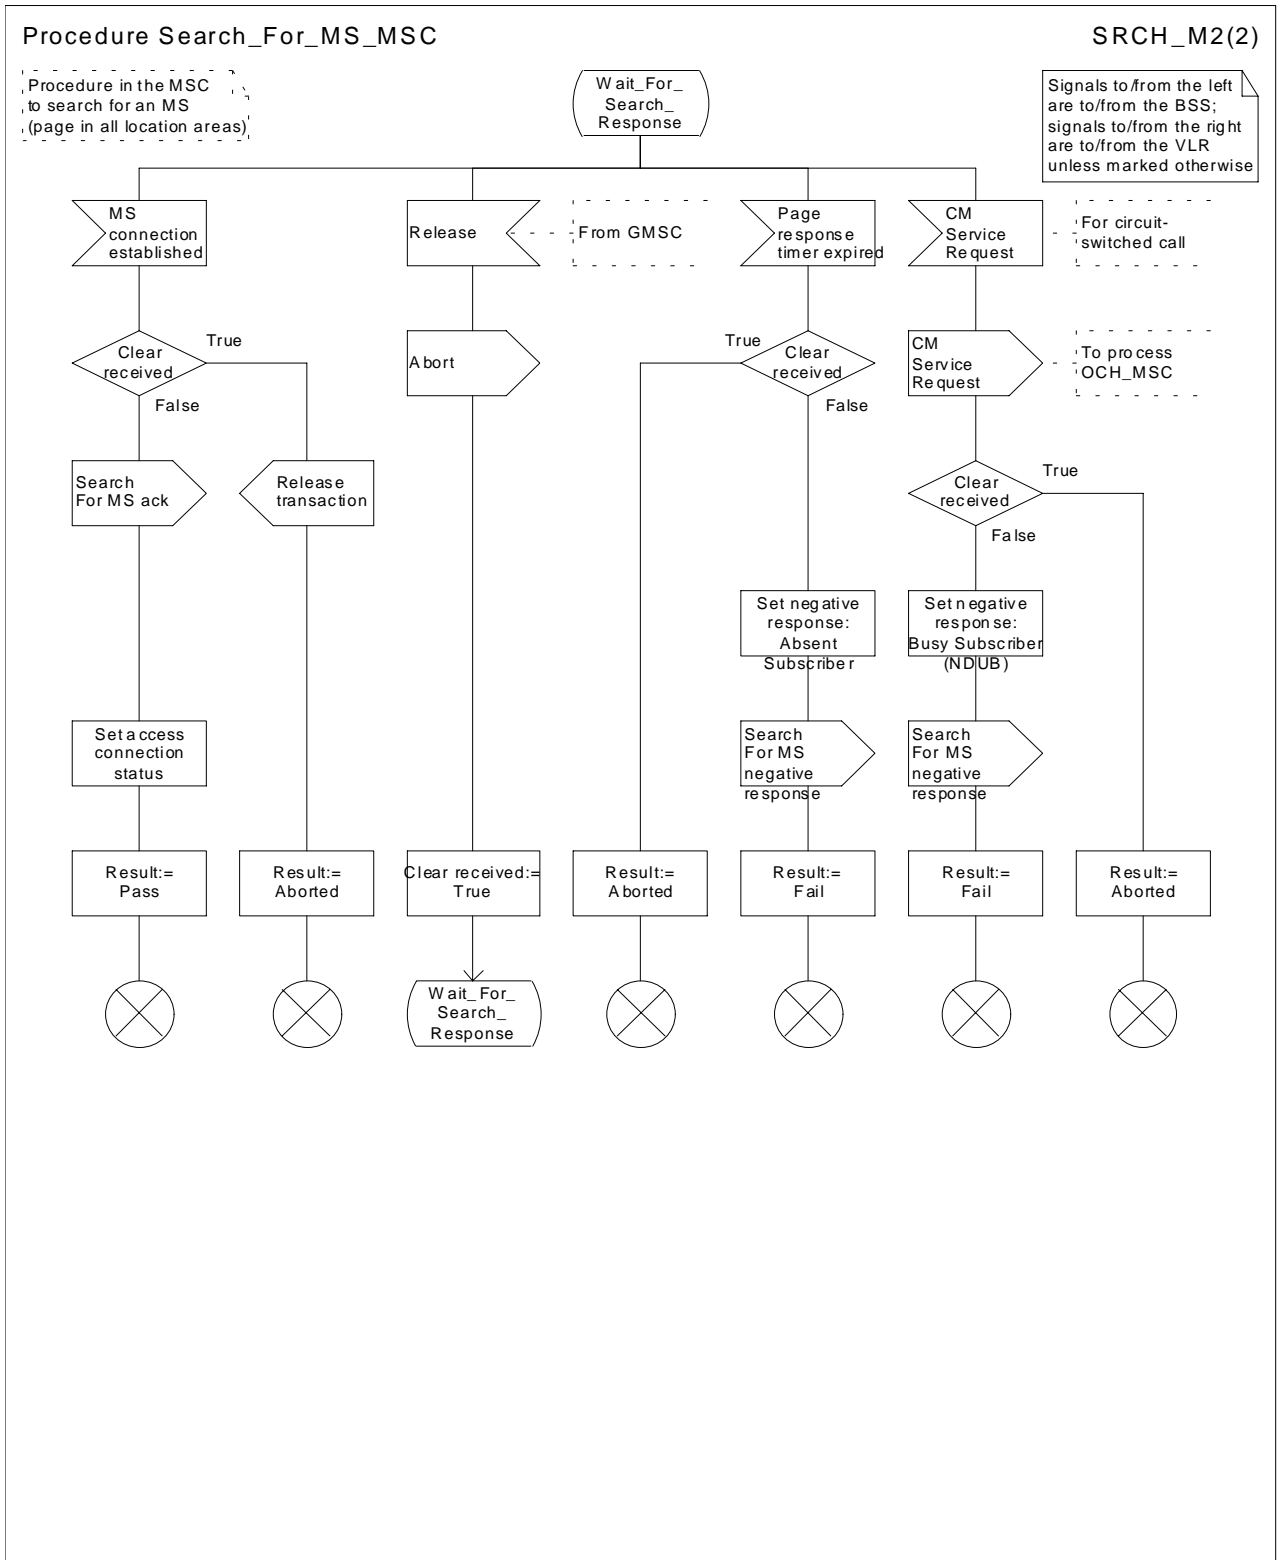 Procedure Search_For_MS_MSC
SRCH_M2(2)
Procedure in the MSC
to search for an MS
(page in all location areas)
Wait_For_
Search_
Response
Signals to/from the left
are to/from the BSS;
signals to/from the right
are to/from the VLR
unless marked otherwise
MS
connection
established
Release
From GMSC
Page
response
timer expired
CM
Service
Request
For circuit-
switched call
Clear
received
True
False
Abort
True
Clear
received
False
CM
Service
Request
To process
OCH_MSC
Search
For MS ack
Release
transaction
Clear
received
True
False
Set negative
response:
Absent
Subscriber
Set negative
response:
Busy Subscriber
(NDUB)
Set access
connection
status
Search
For MS
negative
response
Search
For MS
negative
response
Result:=
Pass
Result:=
Aborted
Clear received:=
True
Result:=
Aborted
Result:=
Fail
Result:=
Fail
Result:=
Aborted
Wait_For_
Search_
Response